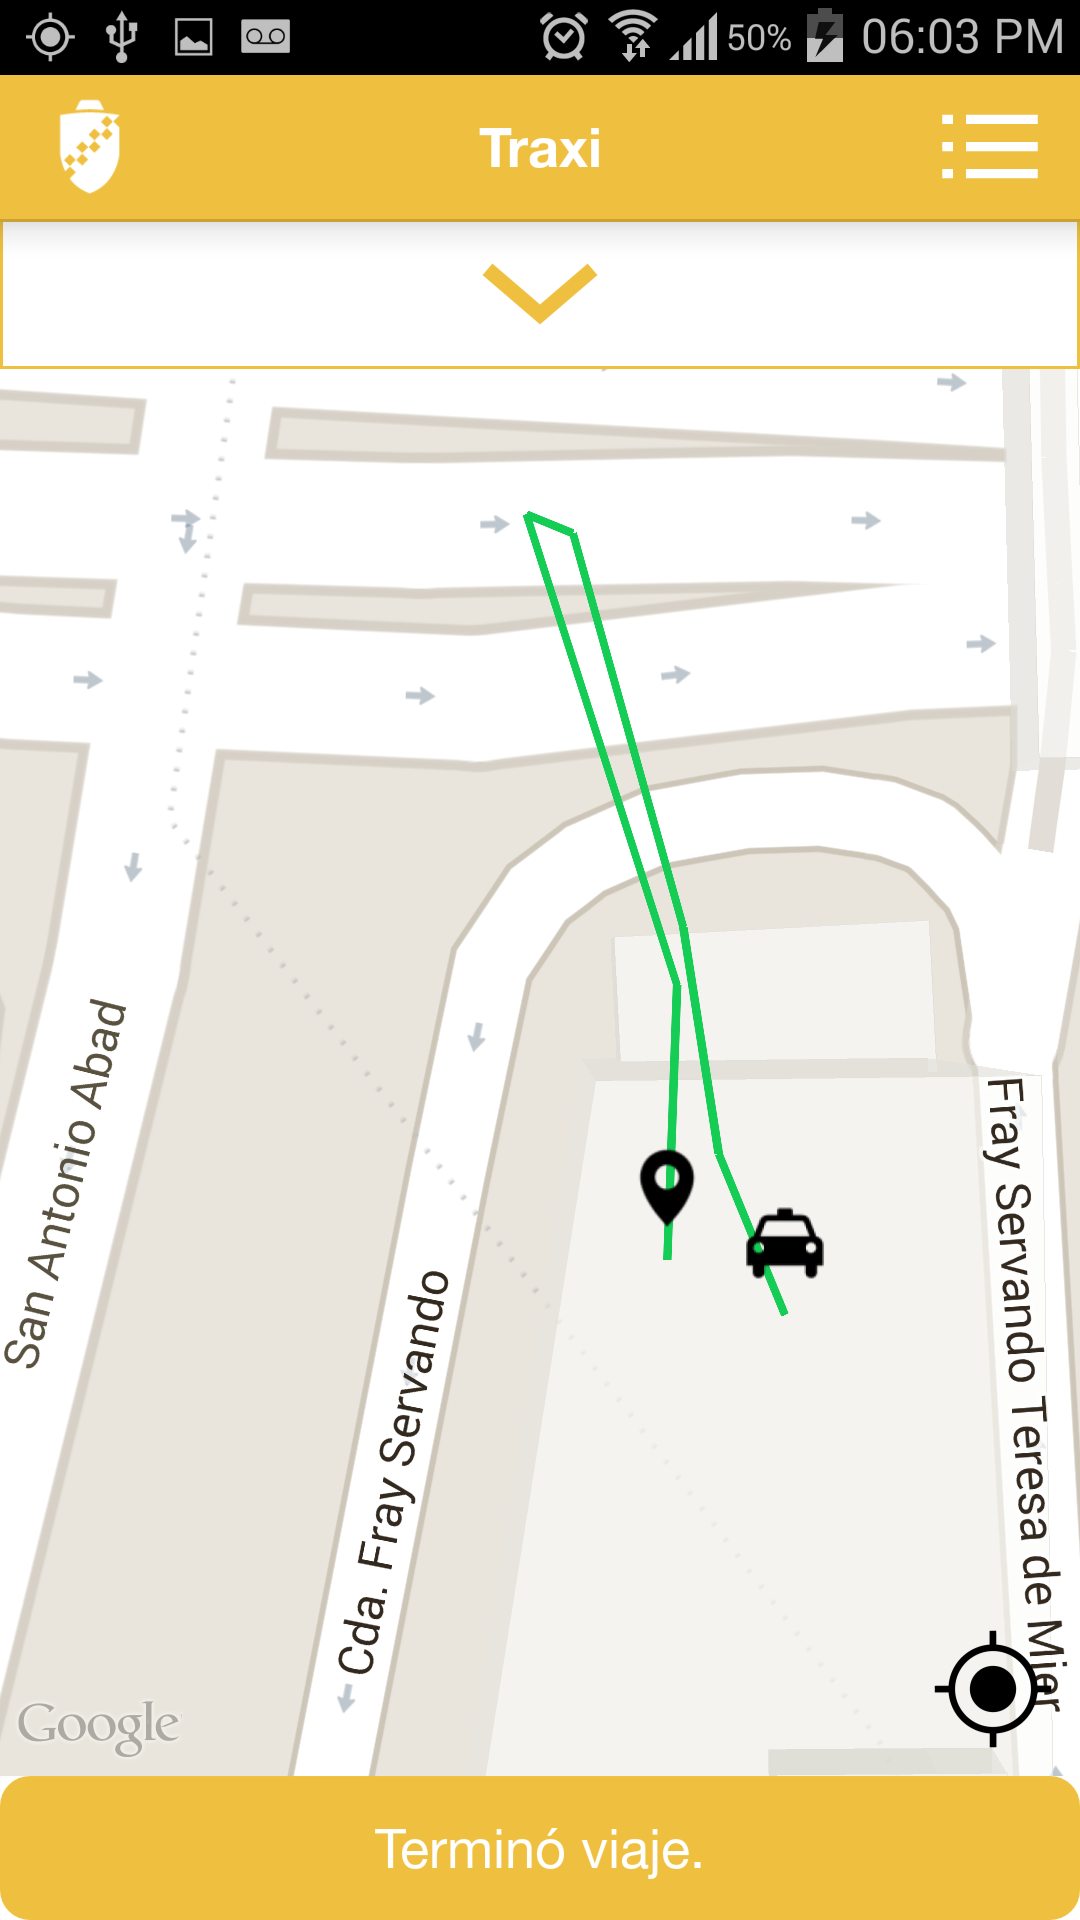 50% 06:03 PM
Traxi
San Antonio Abad
Cda. Fray Servando
Fray Servando Teresa de Mier
Google
Terminó viaje.